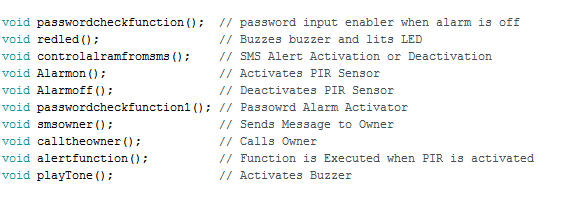 void passwordcheckfunction();  // password input enabler when alarm is off
void redled();                 // Buzzes buzzer and lits LED
void controlalramfromsms();    // SMS Alert Activation or Deactivation
void Alarmon();                // Activates PIR Sensor
void Alarmoff();               // Deactivates PIR Sensor
void passwordcheckfunction1(); // Passowrd Alarm Activator
void smsowner();               // Sends Message to Owner
void calltheowner();           // Calls Owner
void alertfunction();          // Function is Executed when PIR is activated
void playTone();               // Activates Buzzer